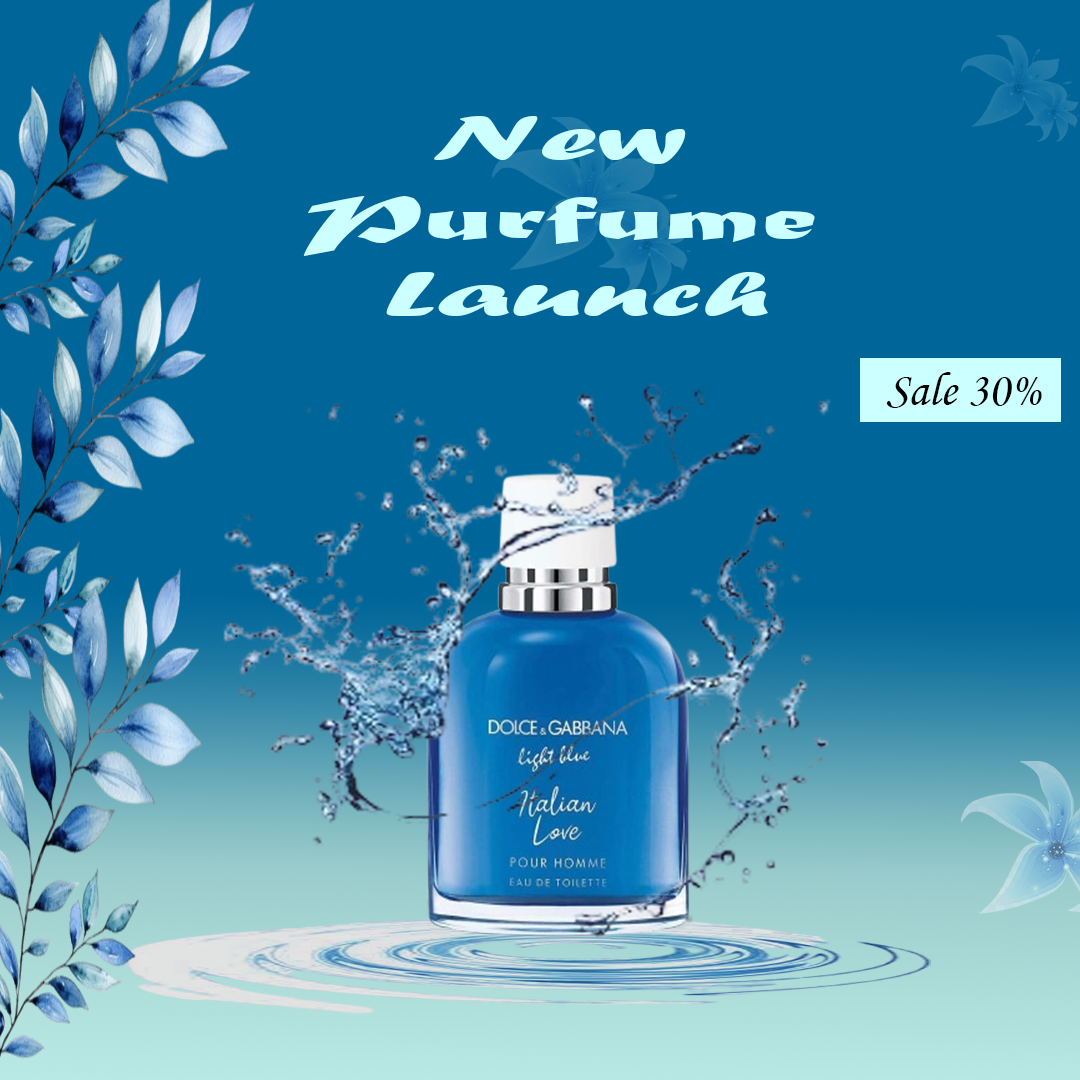 New
Purfume
Launch
Sale 30%
DOLCE & GABBANA
light blue
Italian
Love
POUR HOMME
EAU DE TOILETTE